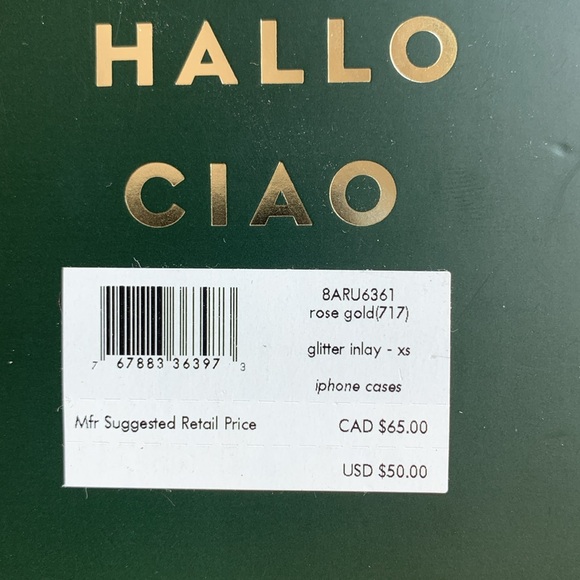 HALLO
CIAO
8ARU6361
rose gold(717)
glitter inlay - xs
iphone cases
7 67883 36397 3
Mfr Suggested Retail Price CAD $65.00
USD $50.00